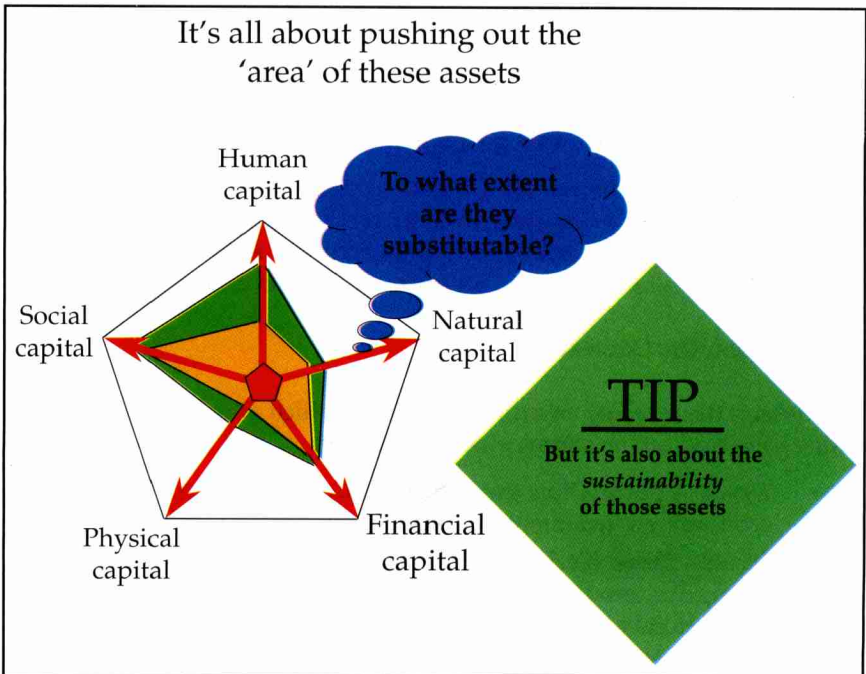 It's all about pushing out the
‘area’ of these assets
Human
capital
To what extent
are they
substitutable?
Social
capital
Natural
capital
TIP
But it's also about the
sustainability
of those assets
Physical
capital
Financial
capital